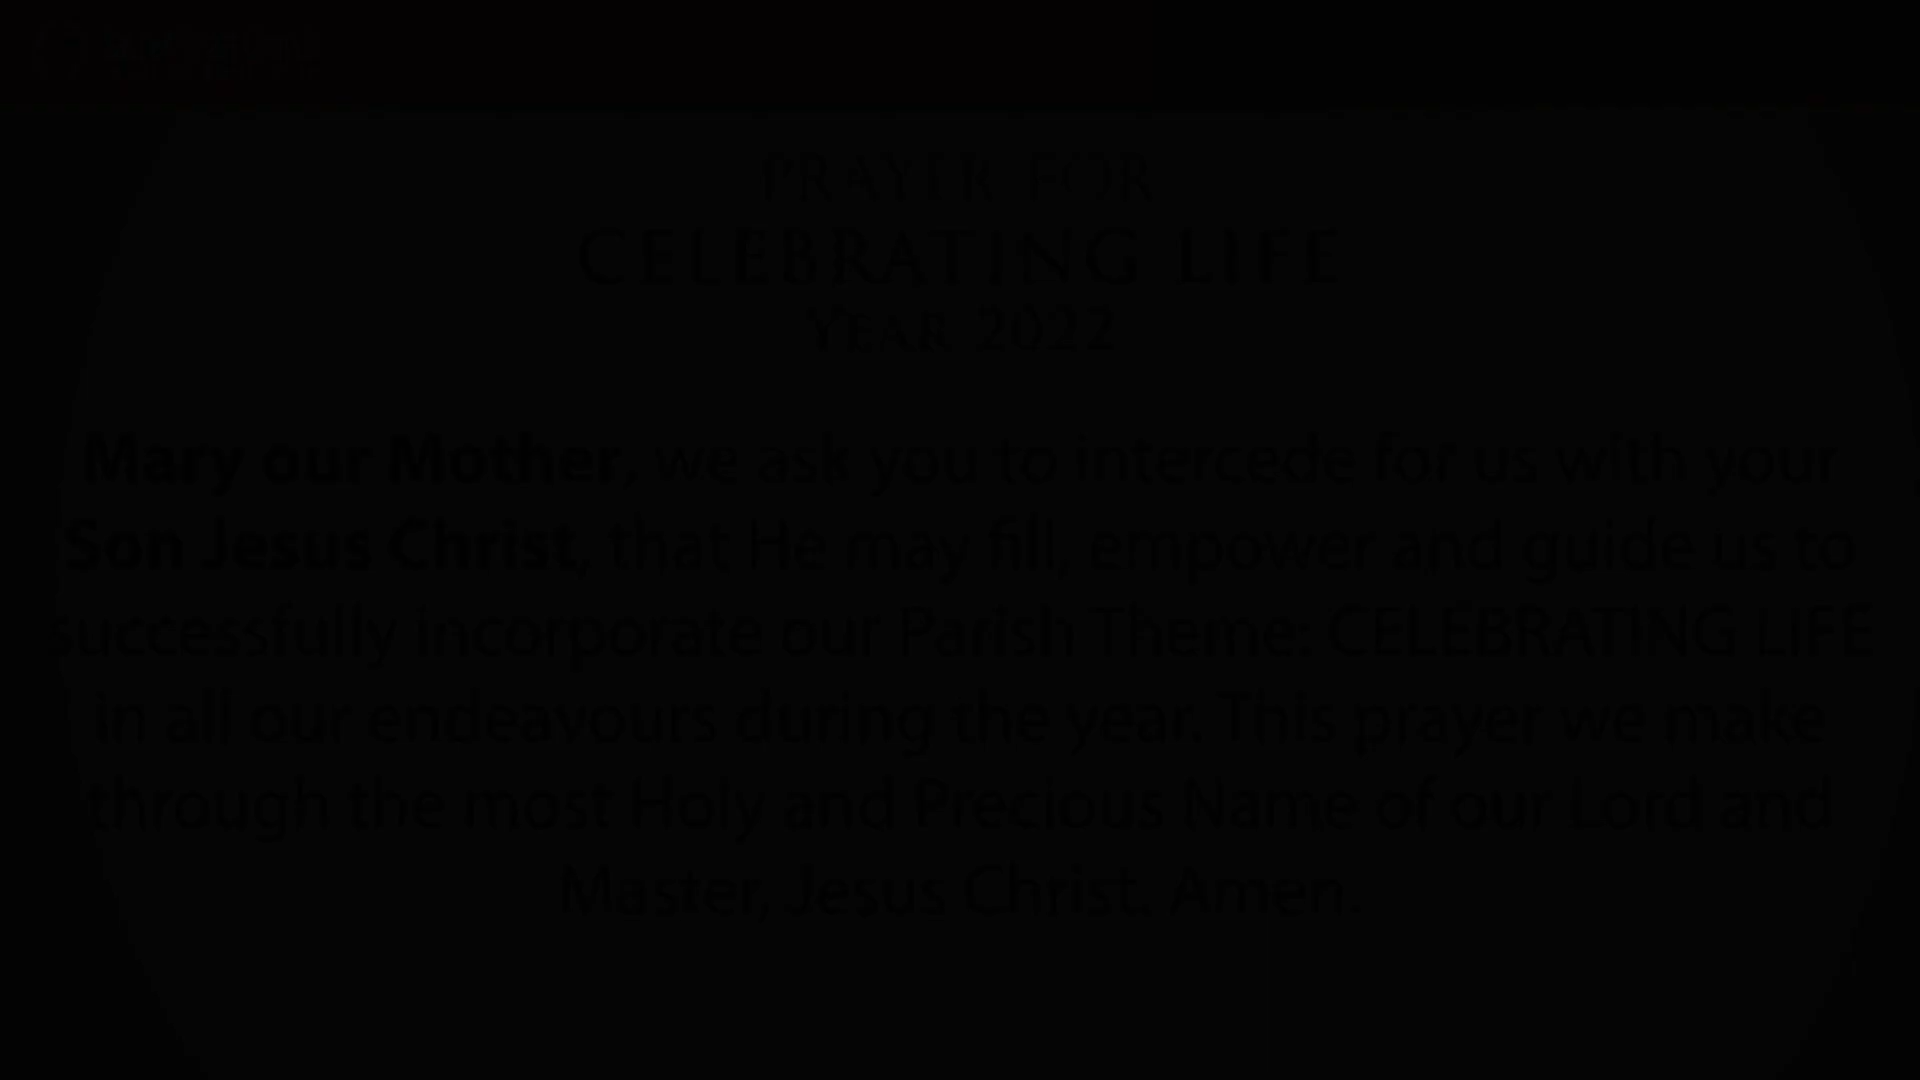 PRAYER FOR
CELEBRATING LIFE
YEAR 2022
Mary our Mother, we ask you to intercede for us with your
Son Jesus Christ, that He may fill, empower and guide us to
successfully incorporate our Parish Theme: CELEBRATING LIFE
in all our endeavours during the year. This prayer we make
through the most Holy and Precious Name of our Lord and
Master, Jesus Christ. Amen.